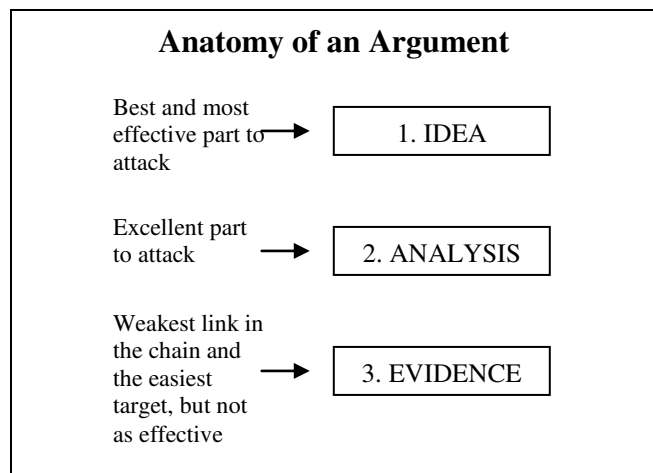 Anatomy of an Argument
Best and most
effective part to
attack
1. IDEA
Excellent part
to attack
2. ANALYSIS
Weakest link in
the chain and
the easiest
target, but not
as effective
3. EVIDENCE